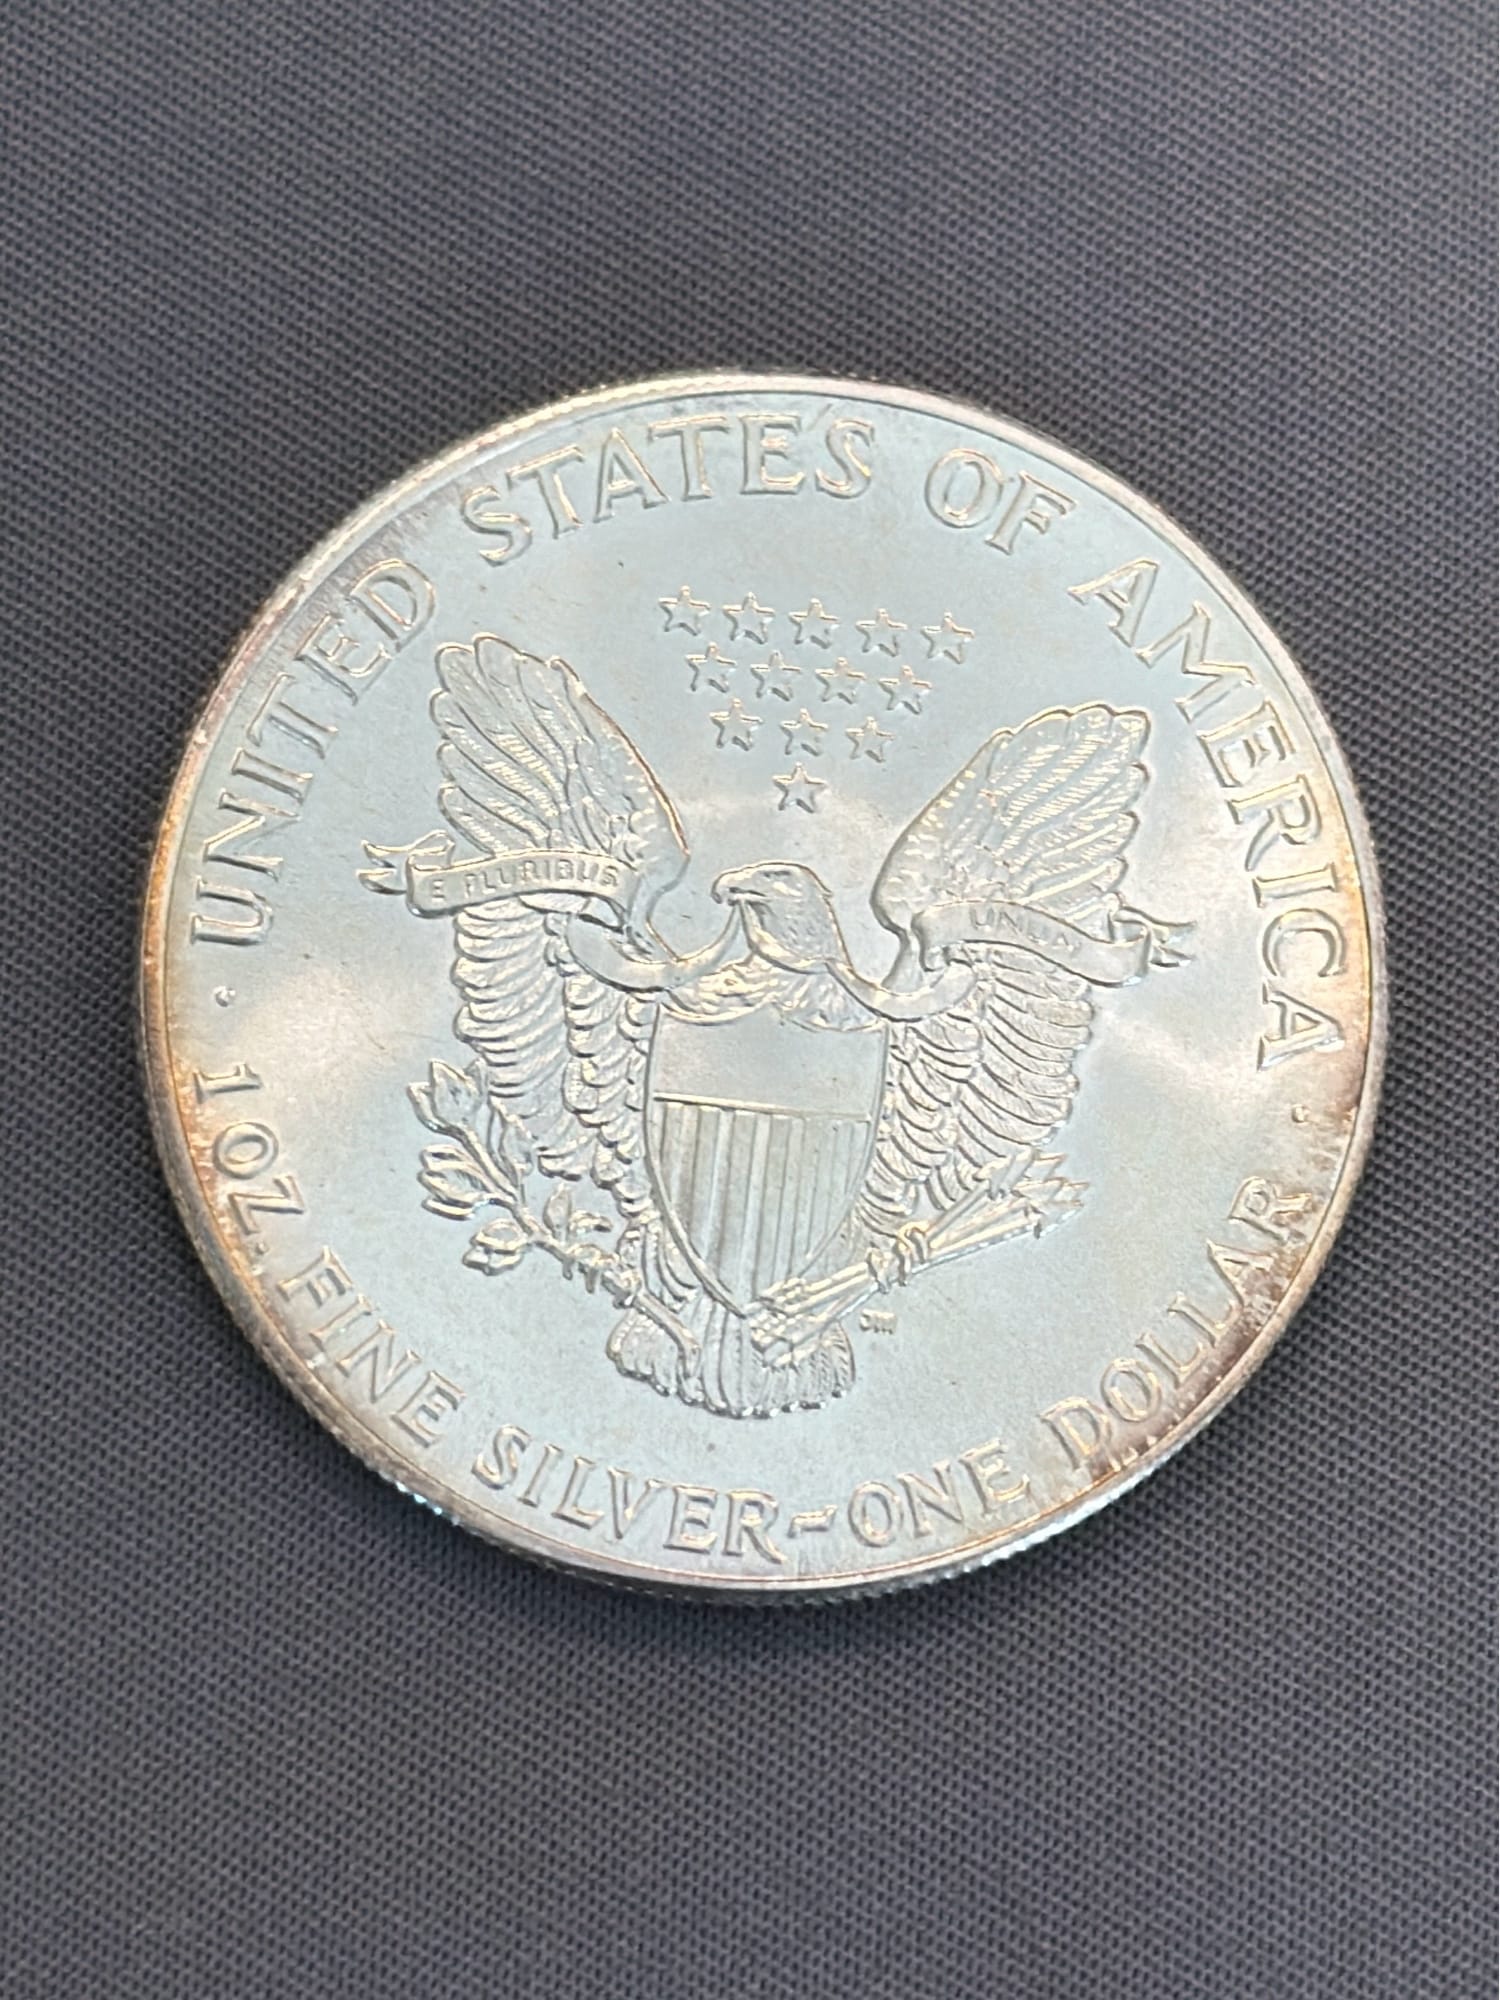 · UNITED STATES OF AMERICA ·
E PLURIBUS UNUM
1 OZ. FINE SILVER~ONE DOLLAR